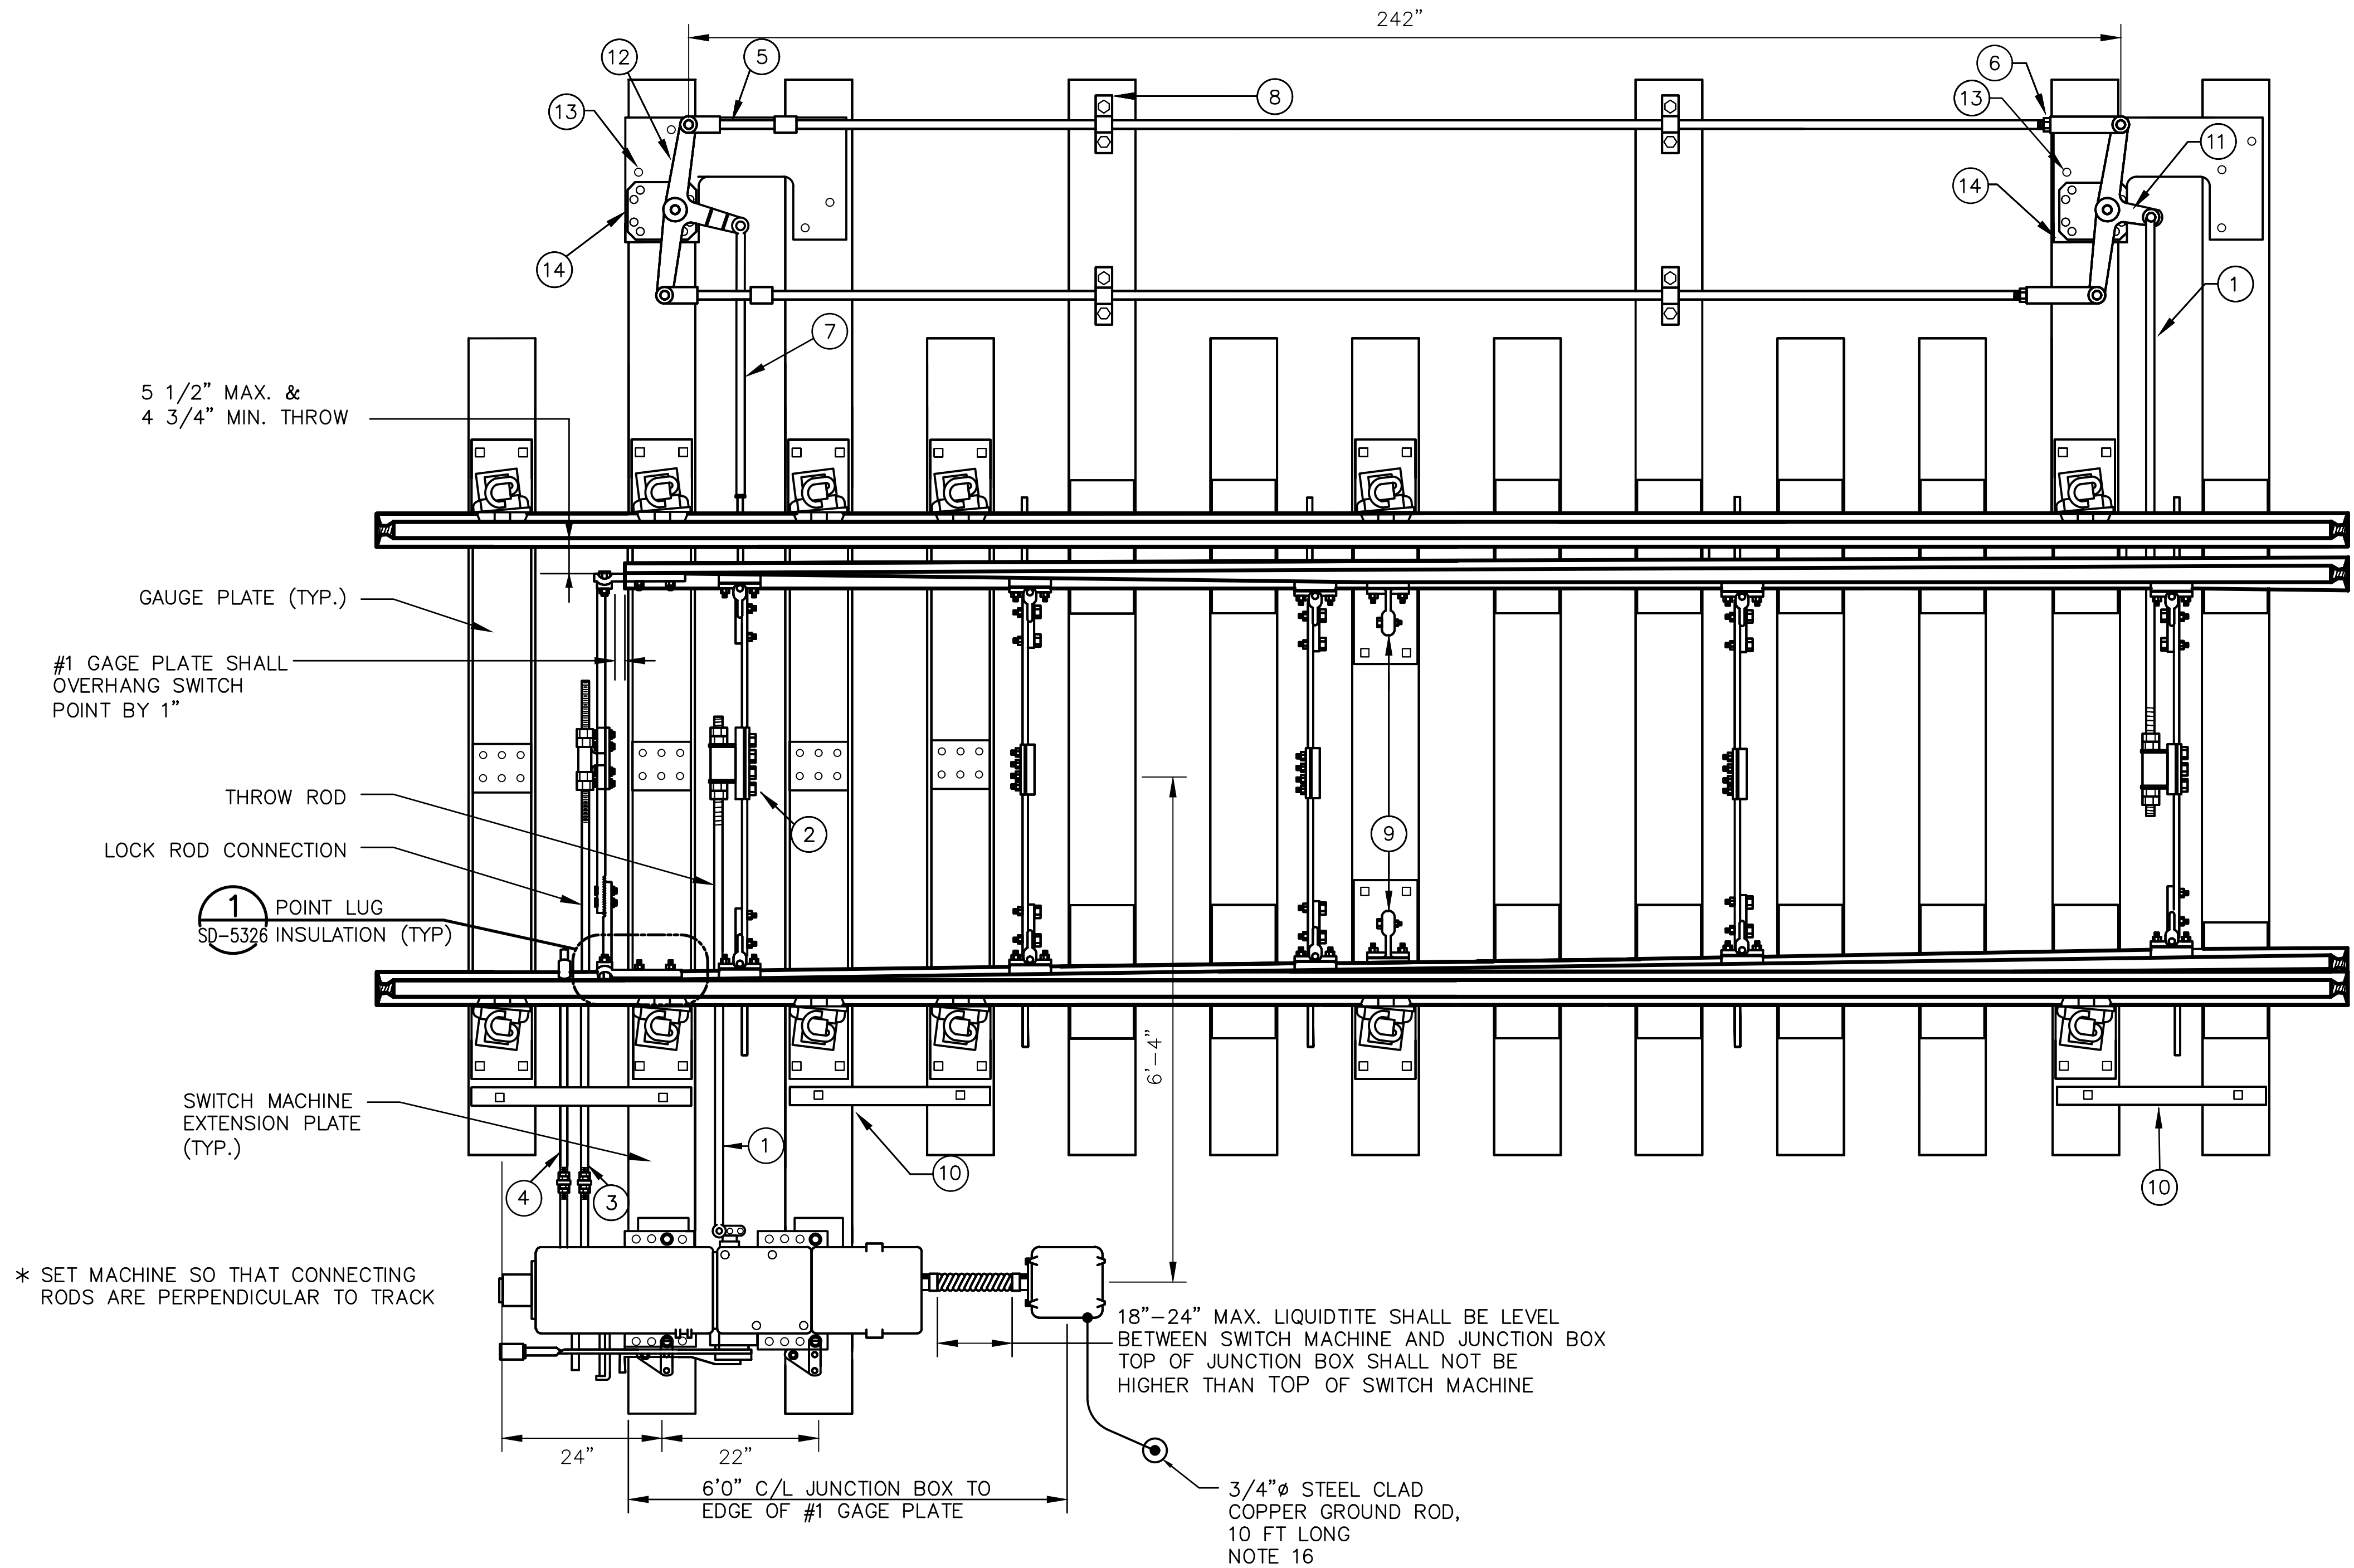 242”
12
5
8
6
13
13
11
14
14
1
7
5 1/2” MAX. &
4 3/4” MIN. THROW
GAUGE PLATE (TYP.)
#1 GAGE PLATE SHALL
OVERHANG SWITCH
POINT BY 1”
THROW ROD
2
9
LOCK ROD CONNECTION
1
SD-5326
POINT LUG
INSULATION (TYP)
6'-4”
SWITCH MACHINE
EXTENSION PLATE
(TYP.)
1
10
4
3
10
* SET MACHINE SO THAT CONNECTING
RODS ARE PERPENDICULAR TO TRACK
18”-24” MAX. LIQUIDTITE SHALL BE LEVEL
BETWEEN SWITCH MACHINE AND JUNCTION BOX
TOP OF JUNCTION BOX SHALL NOT BE
HIGHER THAN TOP OF SWITCH MACHINE
24”
22”
6'0” C/L JUNCTION BOX TO
EDGE OF #1 GAGE PLATE
3/4”ø STEEL CLAD
COPPER GROUND ROD,
10 FT LONG
NOTE 16